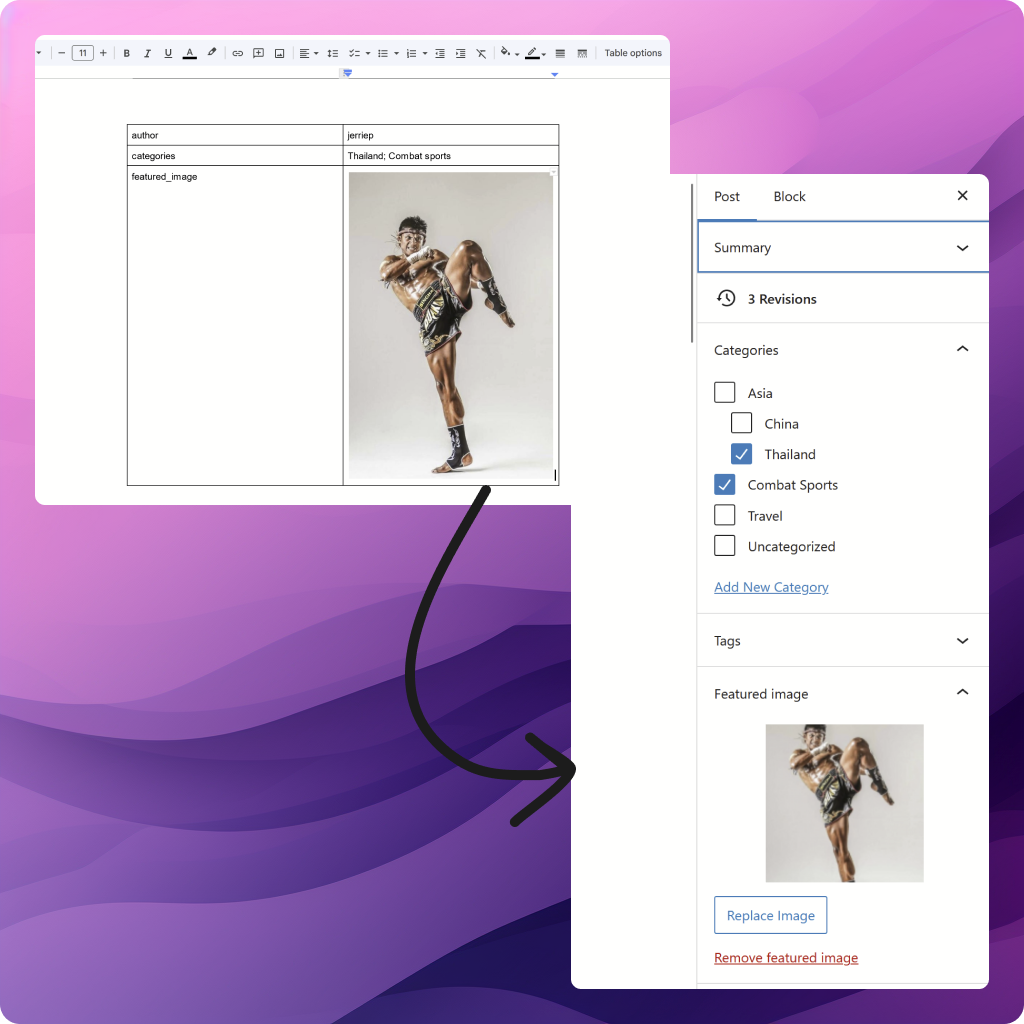 11
B I U A
Table options
author jerriep
categories Thailand; Combat sports
featured_image
Post Block
Summary
3 Revisions
Categories
Asia
China
Thailand
Combat Sports
Travel
Uncategorized
Add New Category
Tags
Featured image
Replace Image
Remove featured image